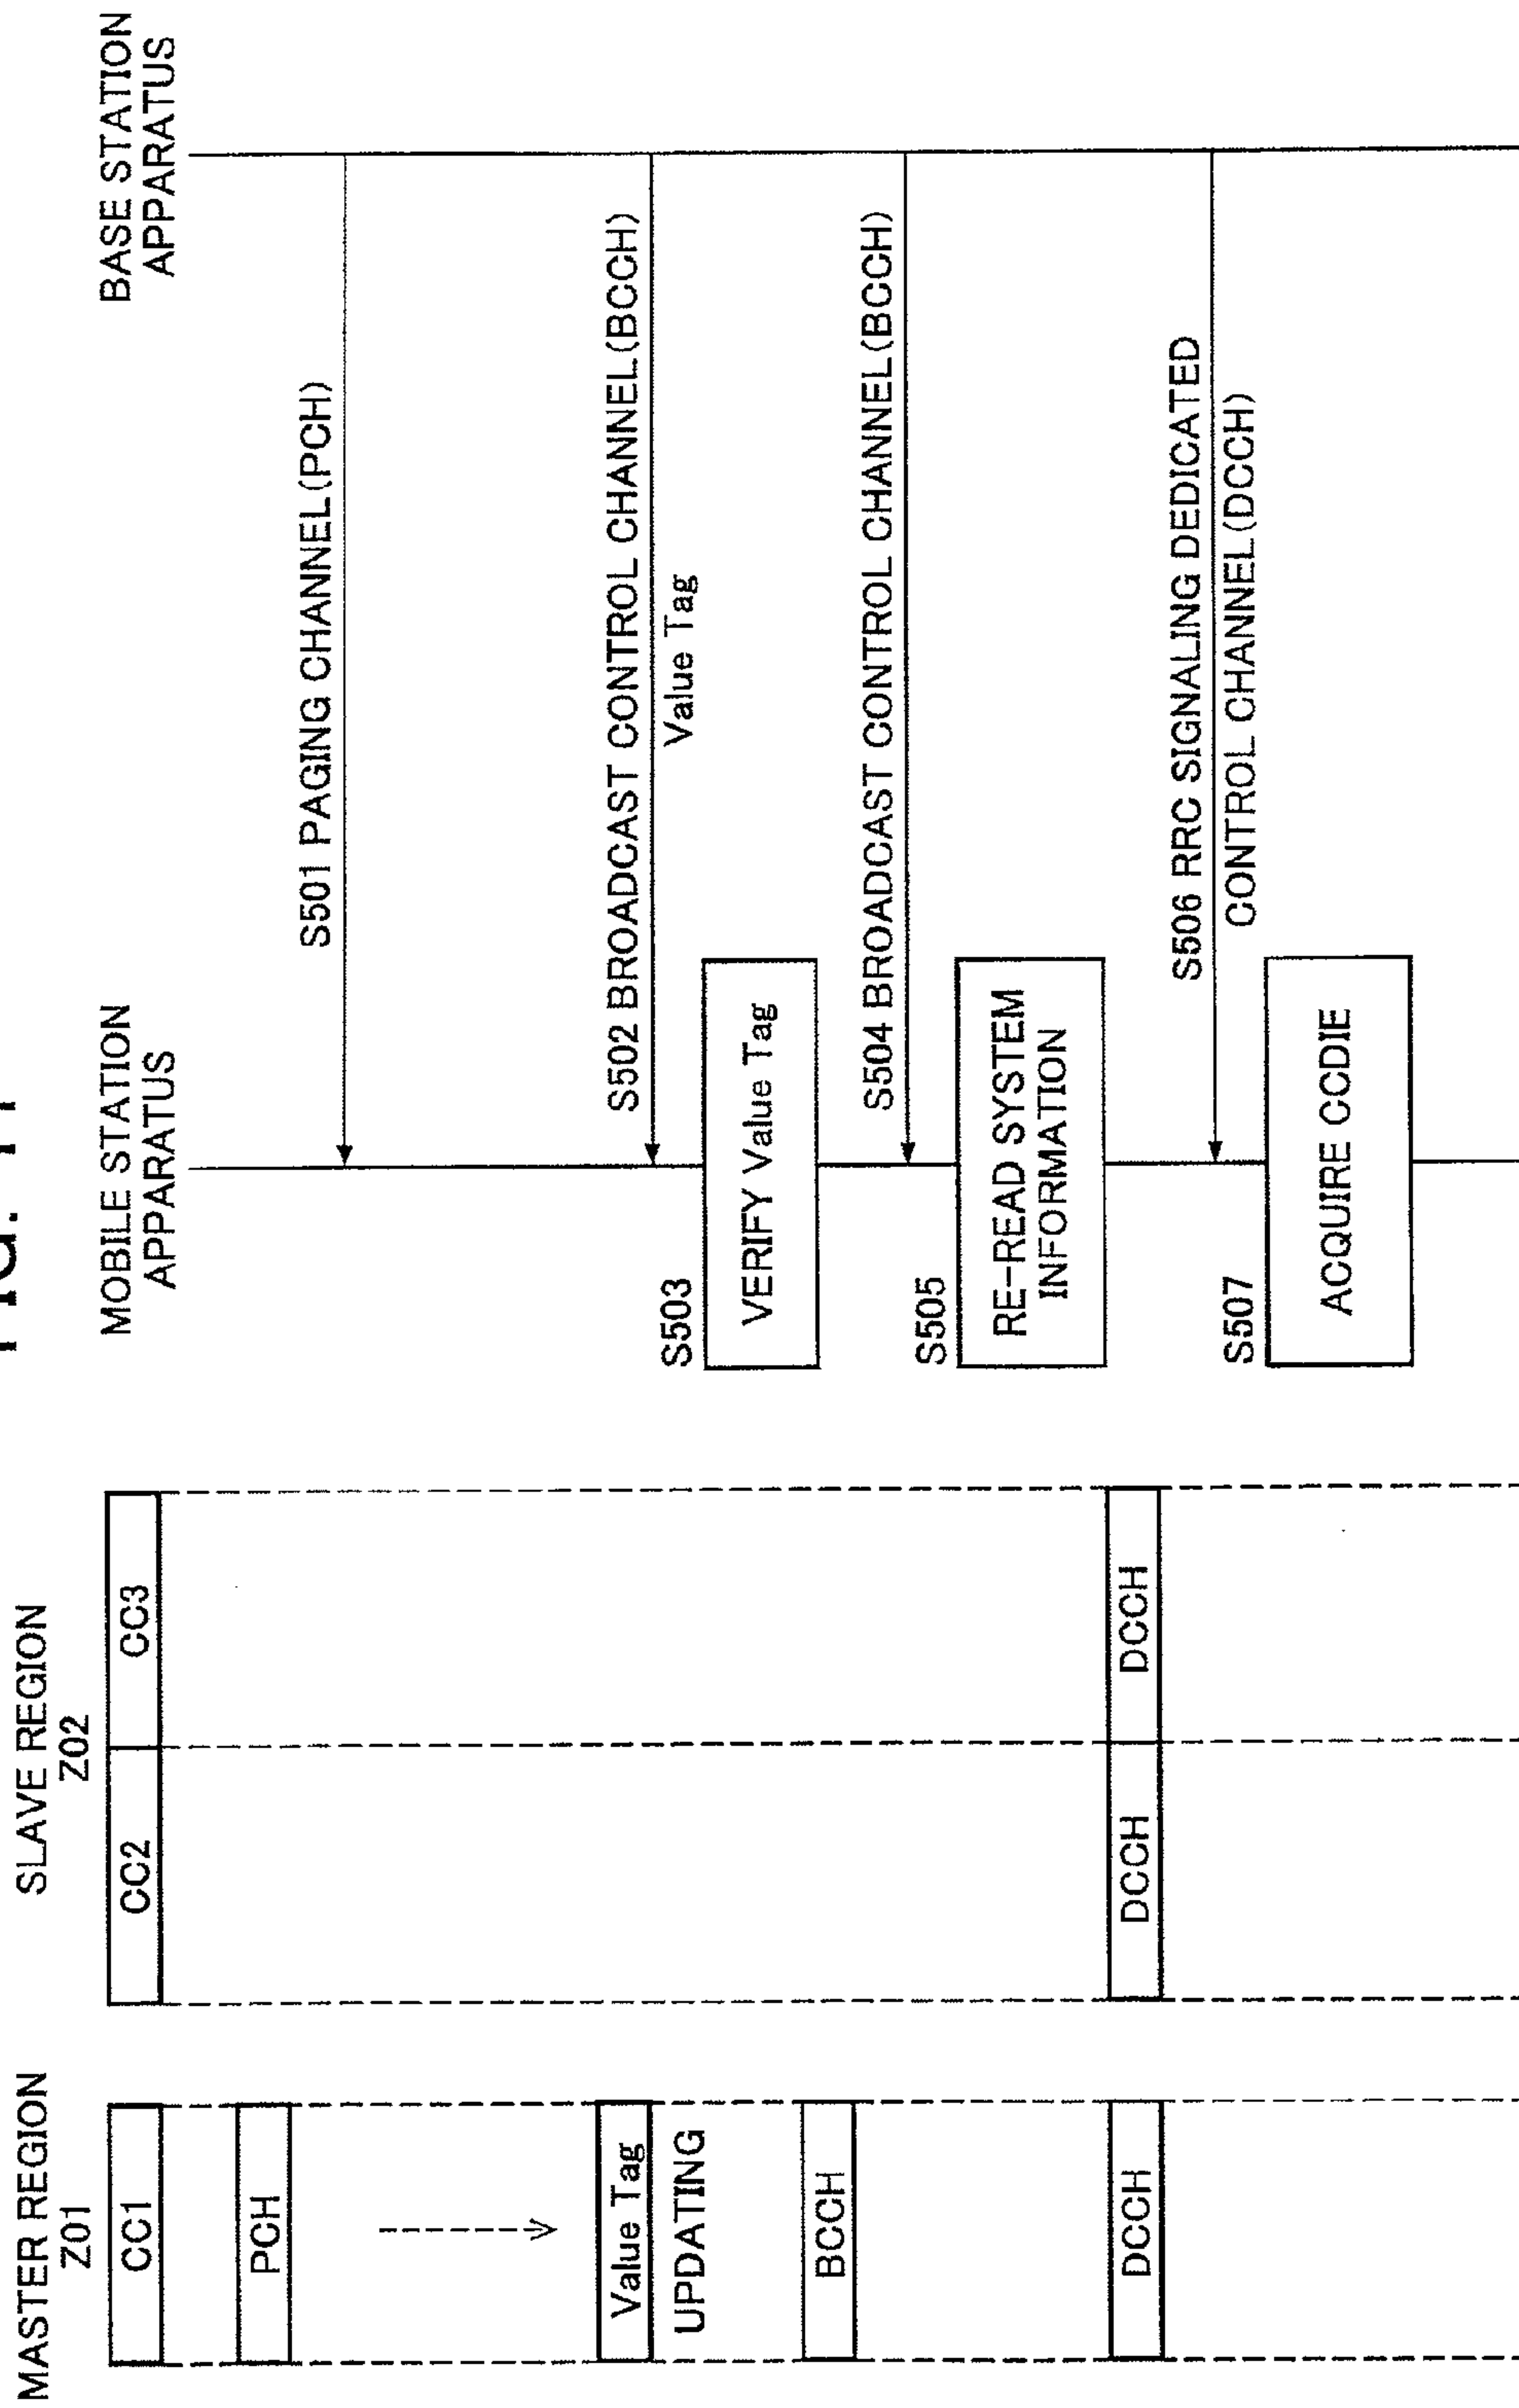 MASTER REGION
Z01
SLAVE REGION
Z02
CC1
CC2
CC3
PCH
Value Tag
UPDATING
BCCH
DCCH
DCCH
DCCH
MOBILE STATION
APPARATUS
BASE STATION
APPARATUS
S501 PAGING CHANNEL(PCH)
S502 BROADCAST CONTROL CHANNEL(BCCH)
Value Tag
S503
VERIFY Value Tag
S504 BROADCAST CONTROL CHANNEL(BCCH)
S505
RE-READ SYSTEM
INFORMATION
S506 RRC SIGNALING DEDICATED
CONTROL CHANNEL(DCCH)
S507
ACQUIRE CCDIE